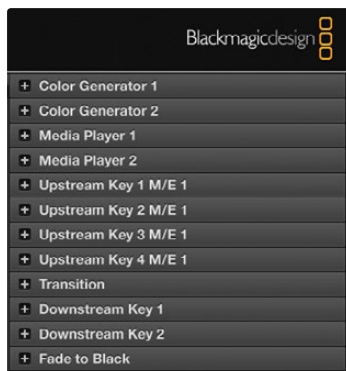 Blackmagicdesign
Color Generator 1
Color Generator 2
Media Player 1
Media Player 2
Upstream Key 1 M/E 1
Upstream Key 2 M/E 1
Upstream Key 3 M/E 1
Upstream Key 4 M/E 1
Transition
Downstream Key 1
Downstream Key 2
Fade to Black